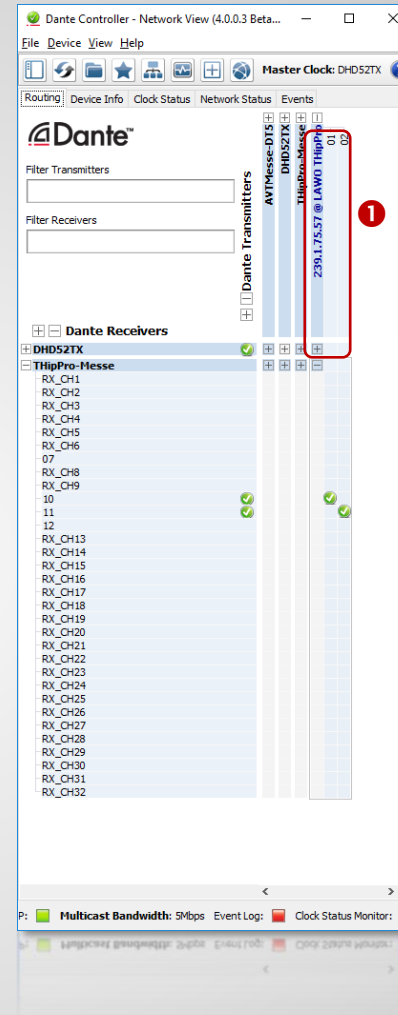 Dante Controller - Network View (4.0.0.3 Beta...
File Device View Help
Master Clock: DHD52TX
Routing Device Info Clock Status Network Status Events
Dante™
Filter Transmitters
Filter Receivers
Dante Transmitters
AVTMesse-DT5
DHD52TX
THipPro-Messe
239.1.75.57 @ LAWO THipPro
01
02
1
Dante Receivers
DHD52TX
THipPro-Messe
RX_CH1
RX_CH2
RX_CH3
RX_CH4
RX_CH5
RX_CH6
07
RX_CH8
RX_CH9
10
11
12
RX_CH13
RX_CH14
RX_CH15
RX_CH16
RX_CH17
RX_CH18
RX_CH19
RX_CH20
RX_CH21
RX_CH22
RX_CH23
RX_CH24
RX_CH25
RX_CH26
RX_CH27
RX_CH28
RX_CH29
RX_CH30
RX_CH31
RX_CH32
P: Multicast Bandwidth: 5Mbps Event Log: Clock Status Monitor: